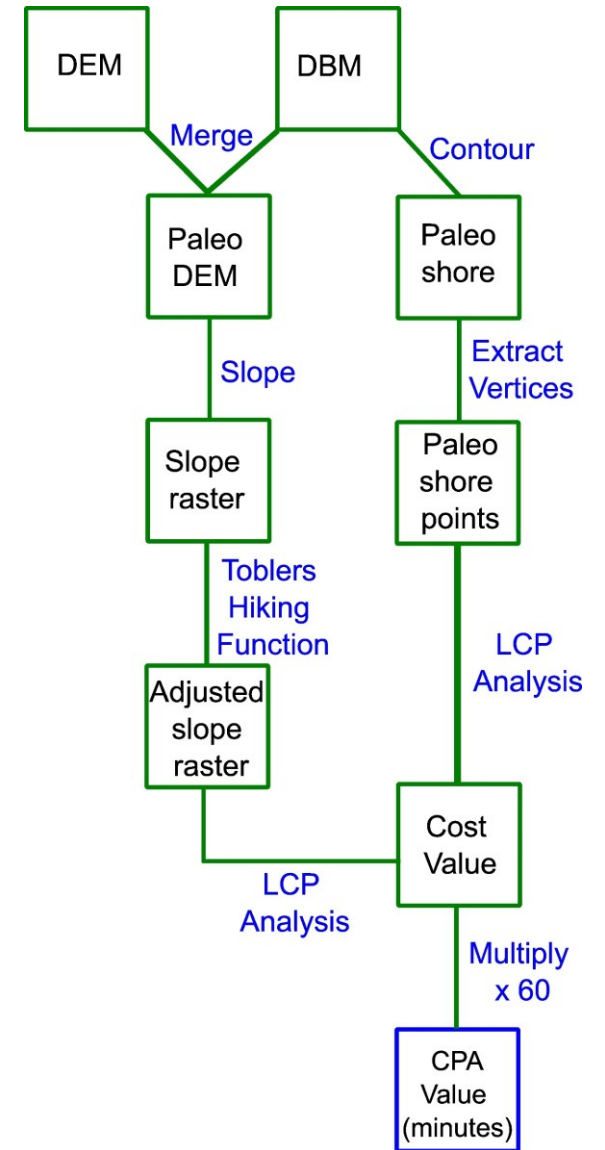 DEM
DBM
Merge
Contour
Paleo
DEM
Paleo
shore
Slope
Extract
Vertices
Slope
raster
Paleo
shore
points
Toblers
Hiking
Function
LCP
Analysis
Adjusted
slope
raster
Cost
Value
LCP
Analysis
Multiply
x 60
CPA
Value
(minutes)